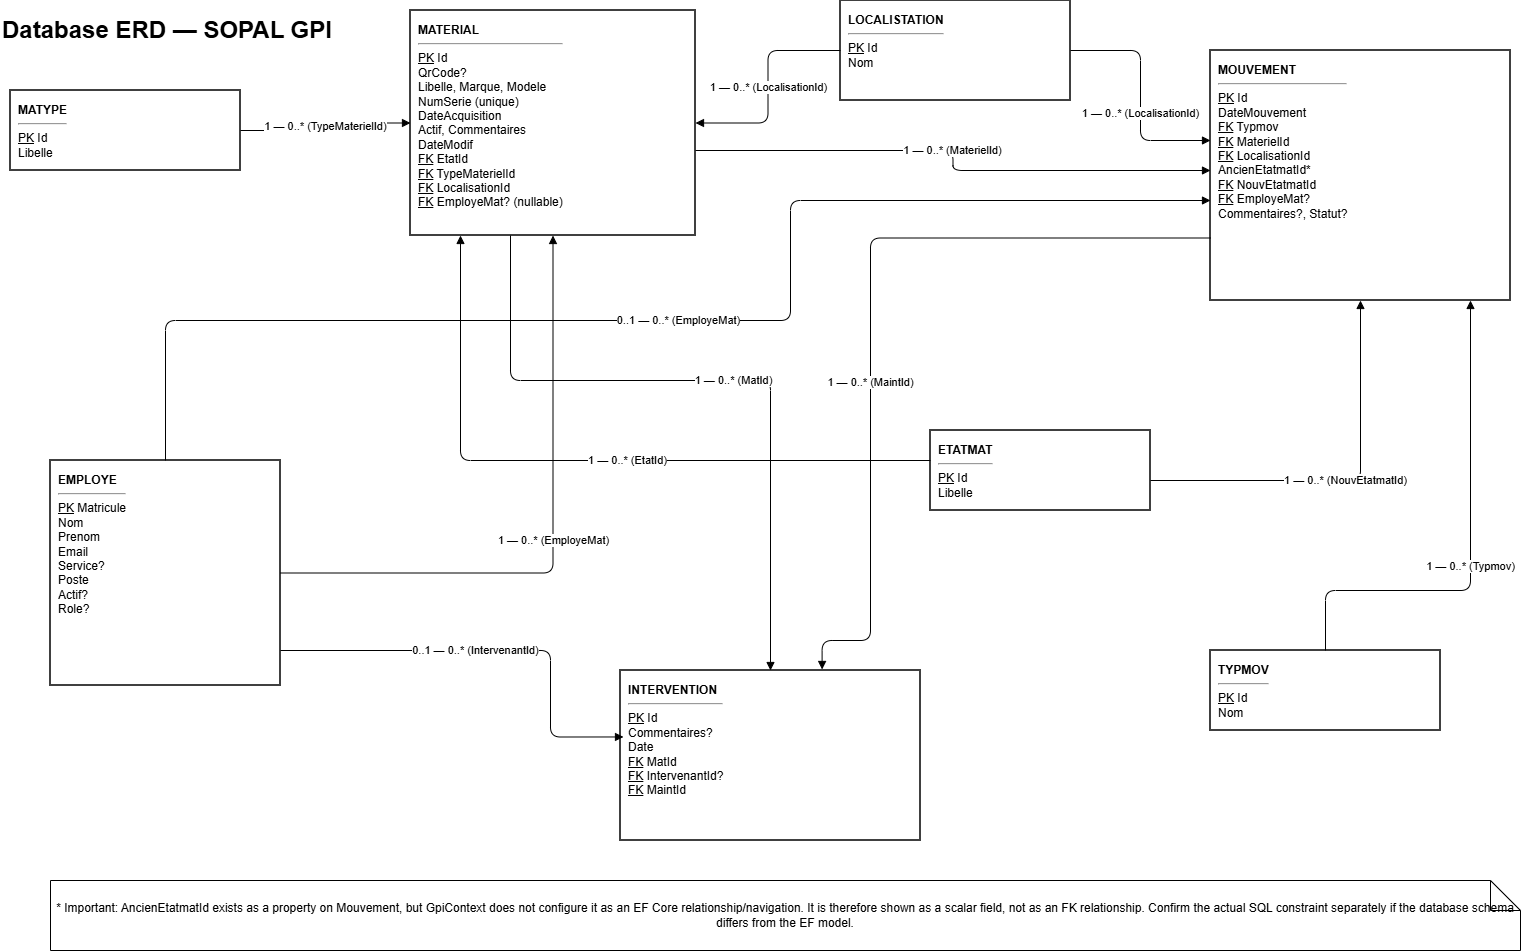 Database ERD — SOPAL GPI
MATYPE
PK Id
Libelle
1 — 0..* (TypeMaterielId)
MATERIAL
PK Id
QrCode?
Libelle, Marque, Modele
NumSerie (unique)
DateAcquisition
Actif, Commentaires
DateModif
FK EtatId
FK TypeMaterielId
FK LocalisationId
FK EmployeMat? (nullable)
LOCALISTATION
PK Id
Nom
1 — 0..* (LocalisationId)
1 — 0..* (LocalisationId)
1 — 0..* (MaterielId)
MOUVEMENT
PK Id
DateMouvement
FK Typmov
FK MaterielId
FK LocalisationId
AncienEtatmatId*
FK NouvEtatmatId
FK EmployeMat?
Commentaires?, Statut?
0..1 — 0..* (EmployeMat)
1 — 0..* (MatId)
1 — 0..* (MaintId)
1 — 0..* (EtatId)
ETATMAT
PK Id
Libelle
1 — 0..* (NouvEtatmatId)
EMPLOYE
PK Matricule
Nom
Prenom
Email
Service?
Poste
Actif?
Role?
1 — 0..* (EmployeMat)
1 — 0..* (Typmov)
0..1 — 0..* (IntervenantId)
INTERVENTION
PK Id
Commentaires?
Date
FK MatId
FK IntervenantId?
FK MaintId
TYPMOV
PK Id
Nom
* Important: AncienEtatmatId exists as a property on Mouvement, but GpiContext does not configure it as an EF Core relationship/navigation. It is therefore shown as a scalar field, not as an FK relationship. Confirm the actual SQL constraint separately if the database schema
differs from the EF model.